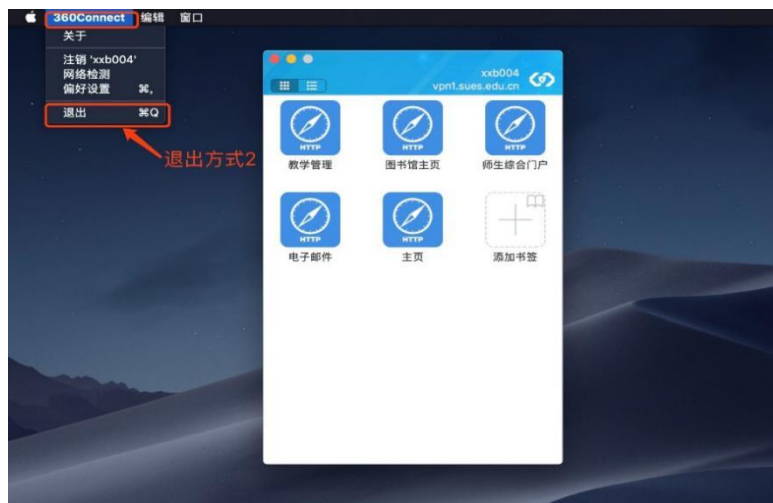 360Connect 编辑 窗口
关于
注销 'xxb004'
网络检测
偏好设置 ⌘,
退出 ⌘Q
退出方式2
xxb004
vpn1.sues.edu.cn
HTTP HTTP HTTP
教学管理 图书馆主页 师生综合门户
HTTP HTTP
电子邮件 主页 添加书签